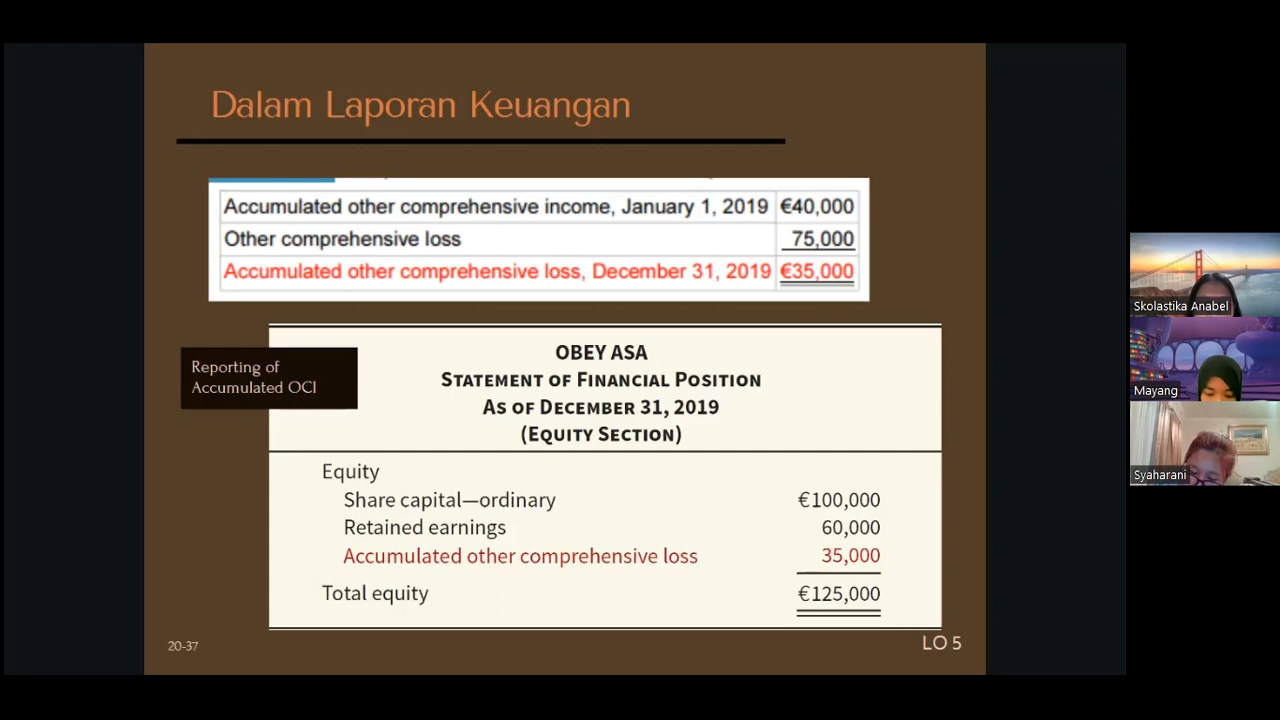 Dalam Laporan Keuangan
Accumulated other comprehensive income, January 1, 2019 €40,000
Other comprehensive loss 75,000
Accumulated other comprehensive loss, December 31, 2019 €35,000
Reporting of
Accumulated OCI
OBEY ASA
STATEMENT OF FINANCIAL POSITION
AS OF DECEMBER 31, 2019
(EQUITY SECTION)
Equity
Share capital—ordinary €100,000
Retained earnings 60,000
Accumulated other comprehensive loss 35,000
Total equity €125,000
20-37
LO 5
Skolastika Anabel
Mayang
Syaharani